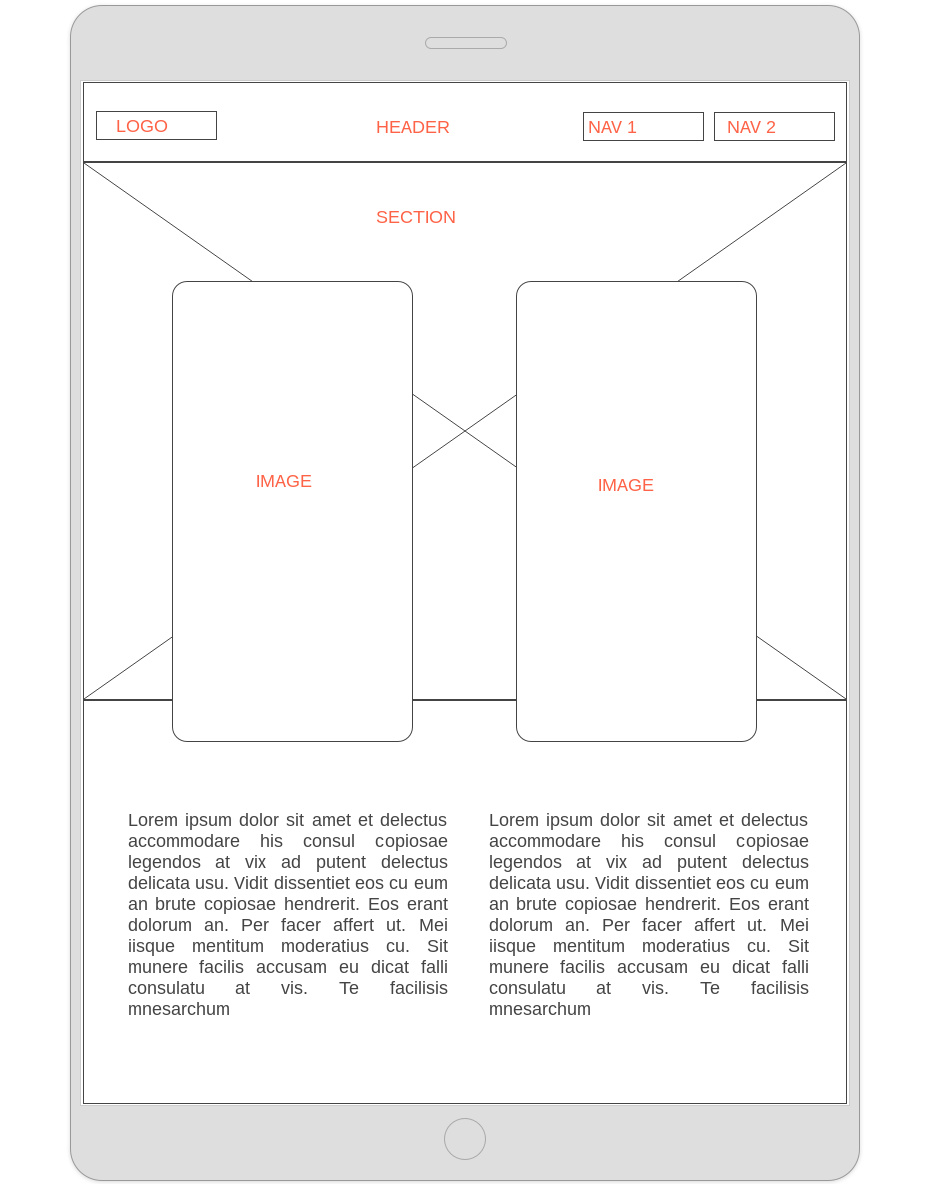 LOGO
HEADER
NAV 1
NAV 2
SECTION
IMAGE
IMAGE
Lorem ipsum dolor sit amet et delectus
accommodare his consul copiosae
legendos at vix ad putent delectus
delicata usu. Vidit dissentiet eos cu eum
an brute copiosae hendrerit. Eos erant
dolorum an. Per facer affert ut. Mei
iisque mentitum moderatius cu. Sit
munere facilis accusam eu dicat falli
consulatu at vis. Te facilisis
mnesarchum
Lorem ipsum dolor sit amet et delectus
accommodare his consul copiosae
legendos at vix ad putent delectus
delicata usu. Vidit dissentiet eos cu eum
an brute copiosae hendrerit. Eos erant
dolorum an. Per facer affert ut. Mei
iisque mentitum moderatius cu. Sit
munere facilis accusam eu dicat falli
consulatu at vis. Te facilisis
mnesarchum